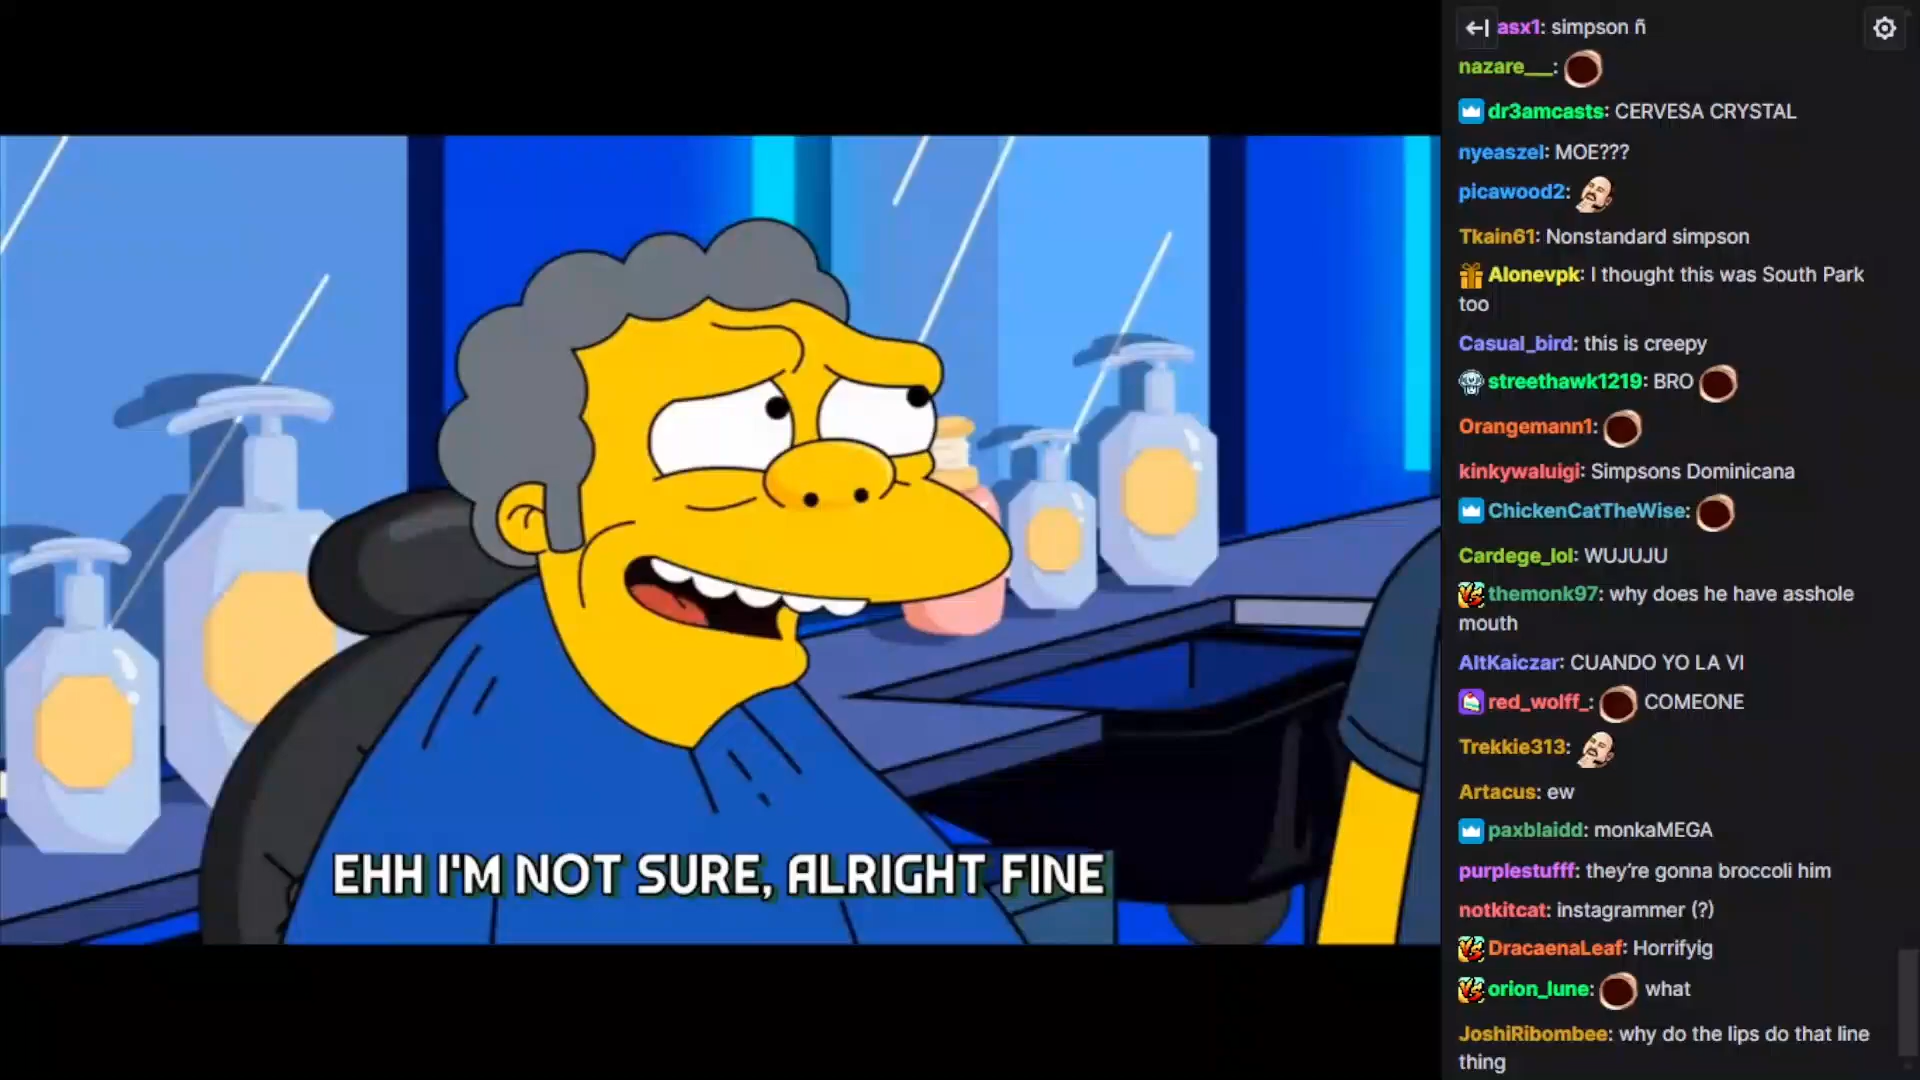 EHH I'M NOT SURE, ALRIGHT FINE
asx1: simpson ñ
nazare___:
dr3amcasts: CERVESA CRYSTAL
nyeaszel: MOE???
picawood2:
Tkain61: Nonstandard simpson
Alonevpk: I thought this was South Park
too
Casual_bird: this is creepy
streethawk1219: BRO
Orangemann1:
kinkywaluigi: Simpsons Dominicana
ChickenCatTheWise:
Cardege_lol: WUJUJU
themonk97: why does he have asshole
mouth
AltKaiczar: CUANDO YO LA VI
red_wolff_: COMEONE
Trekkie313:
Artacus: ew
paxblaidd: monkaMEGA
purplestufff: they're gonna broccoli him
notkitcat: instagrammer (?)
DracaenaLeaf: Horrifyig
orion_lune: what
JoshiRibombee: why do the lips do that line
thing